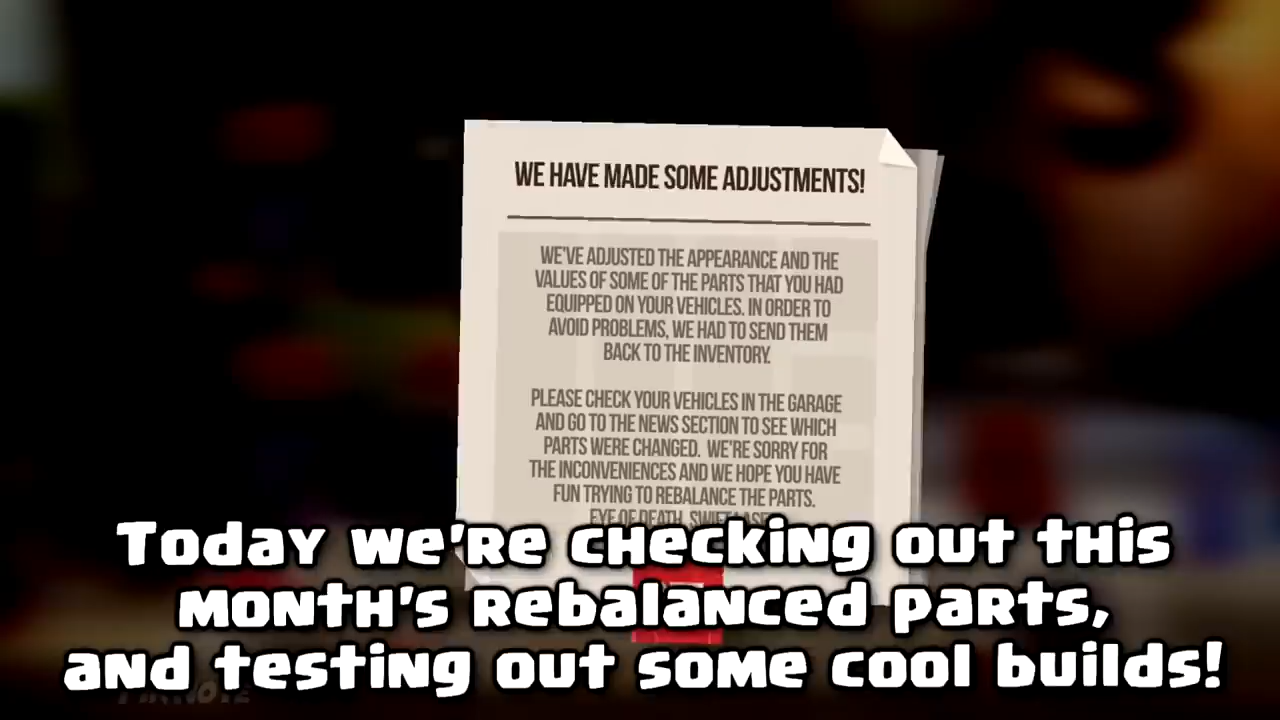 WE HAVE MADE SOME ADJUSTMENTS!
WE'VE ADJUSTED THE APPEARANCE AND THE
VALUES OF SOME OF THE PARTS THAT YOU HAD
EQUIPPED ON YOUR VEHICLES. IN ORDER TO
AVOID PROBLEMS, WE HAD TO SEND THEM
BACK TO THE INVENTORY.
PLEASE CHECK YOUR VEHICLES IN THE GARAGE
AND GO TO THE NEWS SECTION TO SEE WHICH
PARTS WERE CHANGED. WE'RE SORRY FOR
THE INCONVENIENCES AND WE HOPE YOU HAVE
FUN TRYING TO REBALANCE THE PARTS.
EYE OF DEATH,
Today we're checking out this
month's rebalanced parts,
and testing out some cool builds!